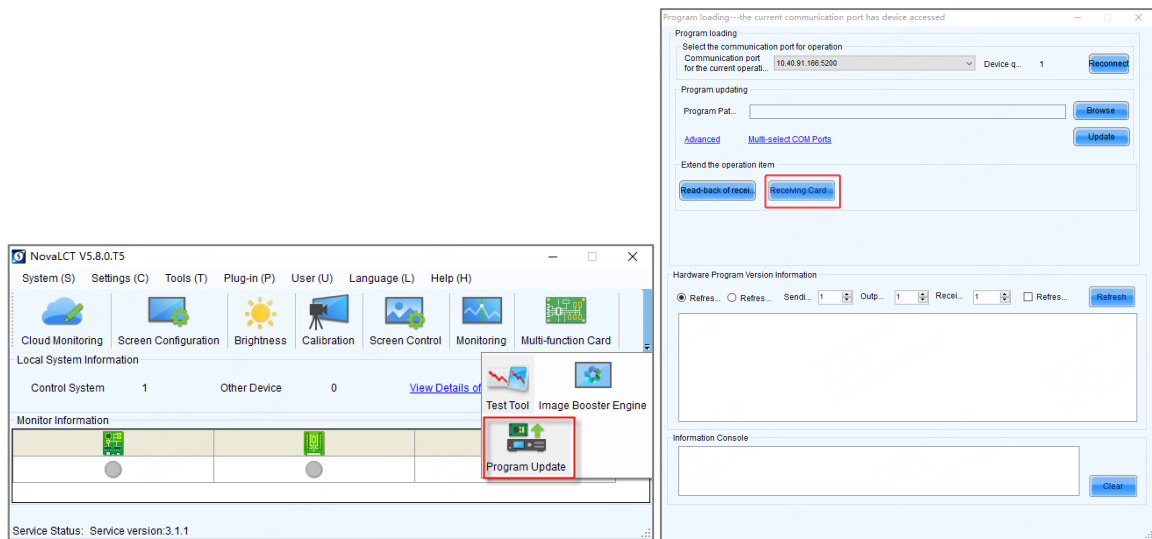 NovaLCT V5.8.0.T5
System (S) Settings (C) Tools (T) Plug-in (P) User (U) Language (L) Help (H)
Cloud Monitoring Screen Configuration Brightness Calibration Screen Control Monitoring Multi-function Card
Local System Information
Control System 1 Other Device 0 View Details of
Test Tool Image Booster Engine
Monitor Information
Program Update
Service Status: Service version:3.1.1
Program loading---the current communication port has device accessed
Program loading
Select the communication port for operation
Communication port
for the current operati... 10.40.91.166:5200 Device q... 1 Reconnect
Program updating
Program Pat... Browse
Advanced Multi-select COM Ports Update
Extend the operation item
Read-back of recei... Receiving Card ...
Hardware Program Version Information
Refres... Refres... Sendi... 1 Outp... 1 Recei... 1 Refres... Refresh
Information Console
Clear